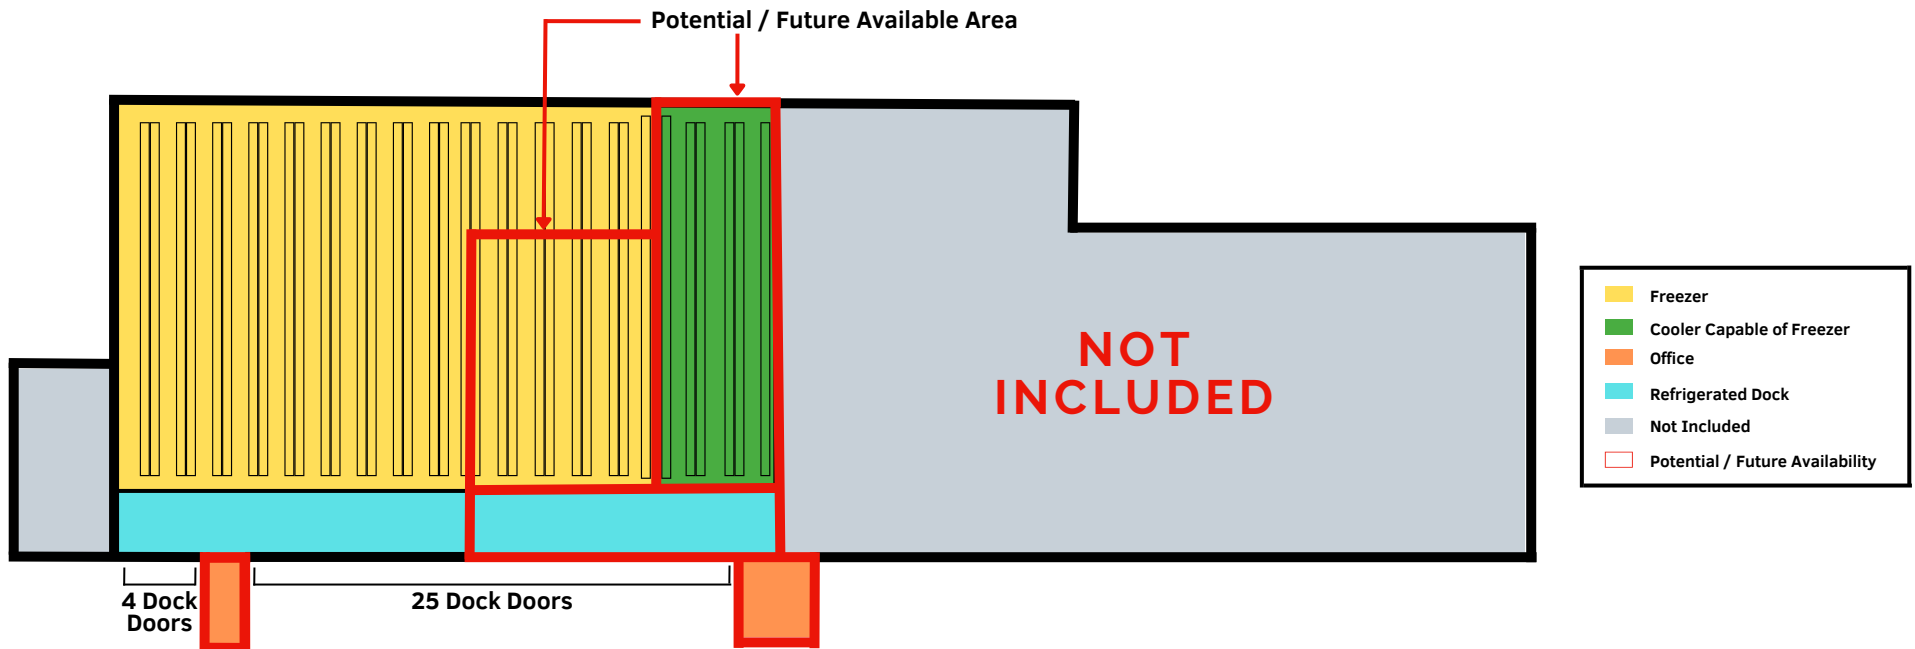 Potential / Future Available Area
NOT
INCLUDED
Freezer
Cooler Capable of Freezer
Office
Refrigerated Dock
Not Included
Potential / Future Availability
4 Dock
Doors
25 Dock Doors